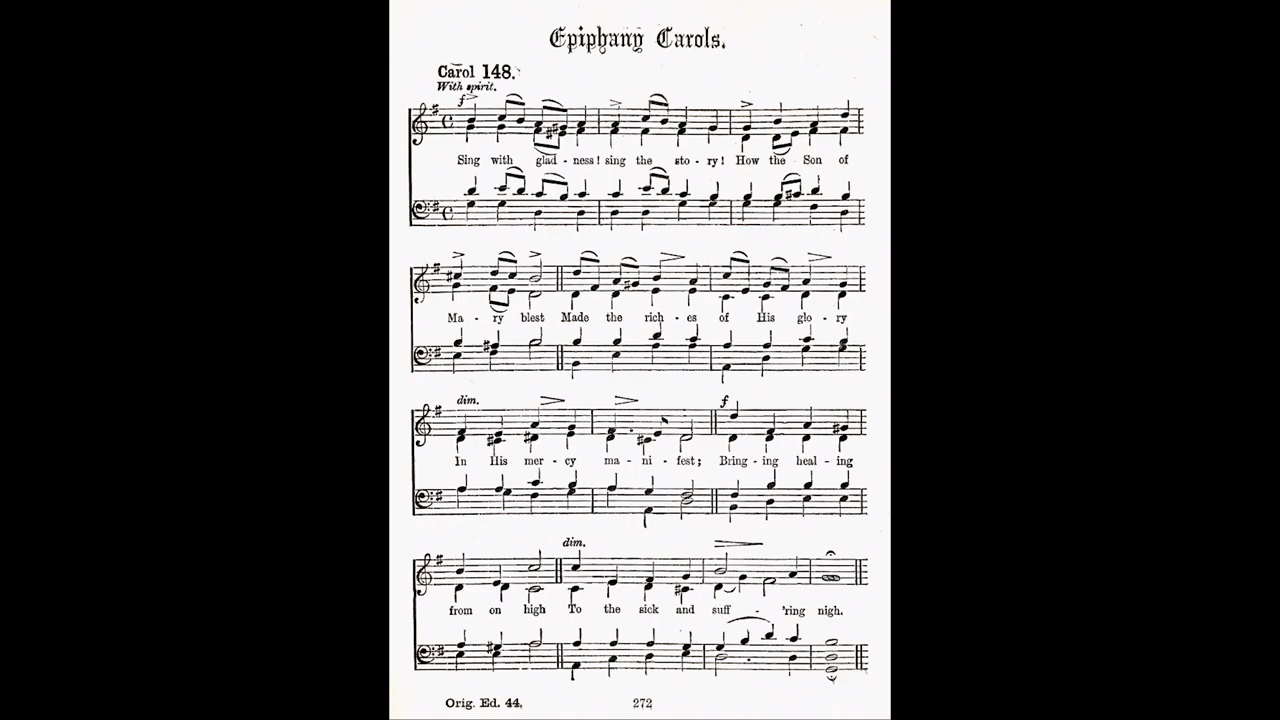 Epiphany Carols.
Carol 148.
With spirit.
f
Sing with glad - ness! sing the sto - ry! How the Son of
Ma - ry blest Made the rich - es of His glo - ry
dim. f
In His mer - cy ma - ni - fest; Bring - ing heal - ing
dim.
from on high To the sick and suff - 'ring nigh.
Orig. Ed. 44. 272